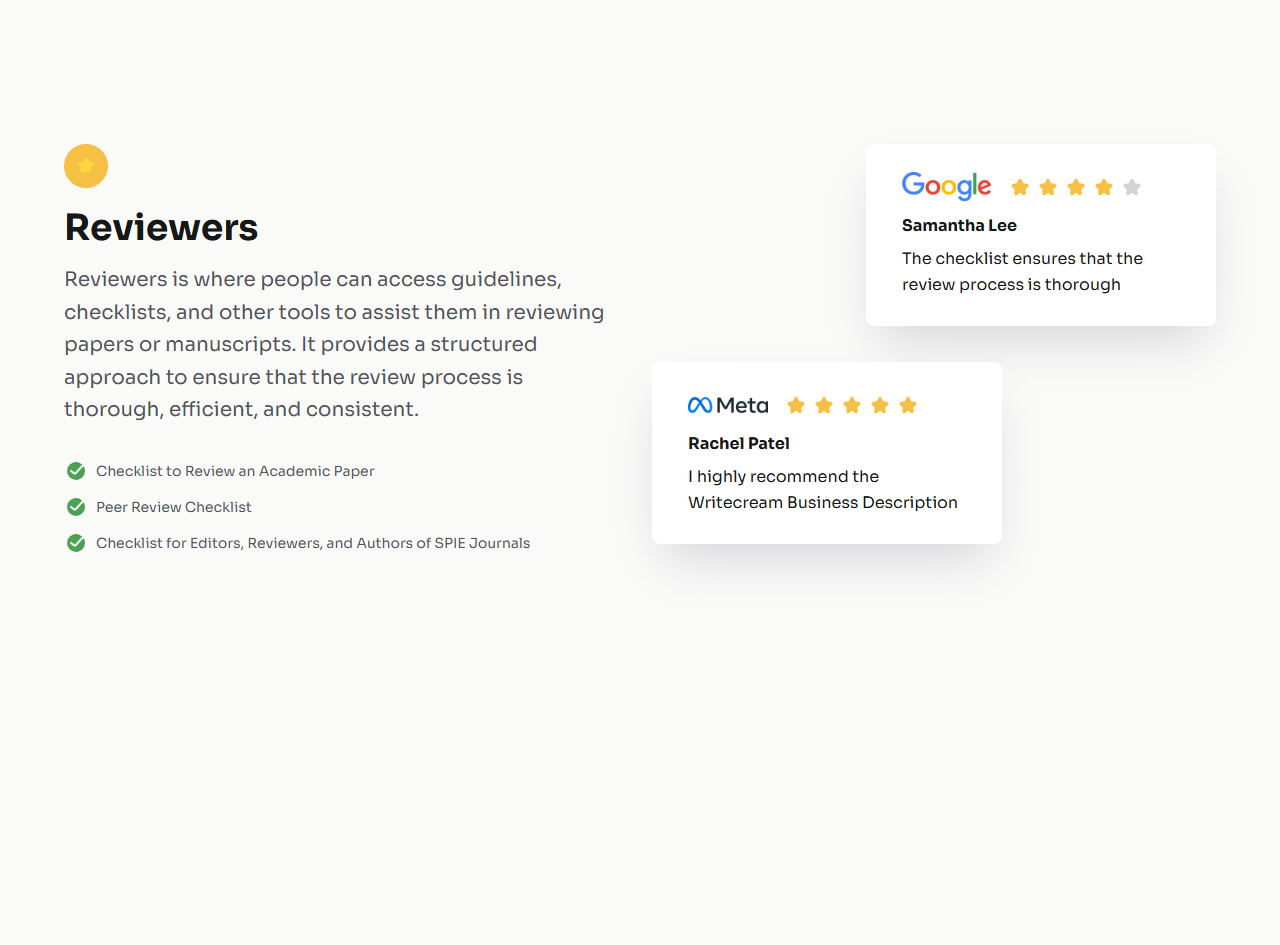 Reviewers
Reviewers is where people can access guidelines,
checklists, and other tools to assist them in reviewing
papers or manuscripts. It provides a structured
approach to ensure that the review process is
thorough, efficient, and consistent.
Checklist to Review an Academic Paper
Peer Review Checklist
Checklist for Editors, Reviewers, and Authors of SPIE Journals
Google
Samantha Lee
The checklist ensures that the
review process is thorough
Meta
Rachel Patel
I highly recommend the
Writecream Business Description